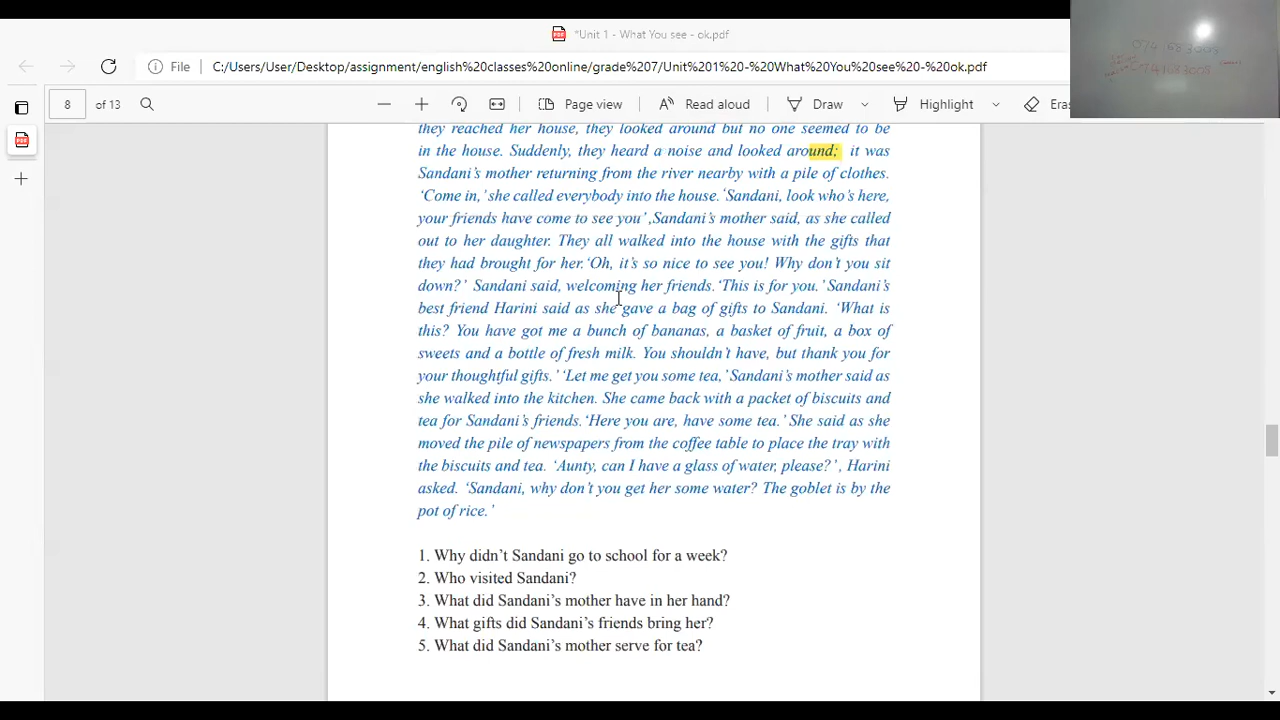 *Unit 1 - What You see - ok.pdf
File C:/Users/User/Desktop/assignment/english%20classes%20online/grade%207/Unit%201%20-%20What%20You%20see%20-%20ok.pdf
8 of 13 Page view Read aloud Draw Highlight Eras
they reached her house, they looked around but no one seemed to be
in the house. Suddenly, they heard a noise and looked around; it was
Sandani’s mother returning from the river nearby with a pile of clothes.
‘Come in,’ she called everybody into the house.‘Sandani, look who’s here,
your friends have come to see you’,Sandani’s mother said, as she called
out to her daughter. They all walked into the house with the gifts that
they had brought for her.‘Oh, it’s so nice to see you! Why don’t you sit
down?’ Sandani said, welcoming her friends.‘This is for you.’Sandani’s
best friend Harini said as she gave a bag of gifts to Sandani. ‘What is
this? You have got me a bunch of bananas, a basket of fruit, a box of
sweets and a bottle of fresh milk. You shouldn’t have, but thank you for
your thoughtful gifts.’ ‘Let me get you some tea,’Sandani’s mother said as
she walked into the kitchen. She came back with a packet of biscuits and
tea for Sandani’s friends.‘Here you are, have some tea.’ She said as she
moved the pile of newspapers from the coffee table to place the tray with
the biscuits and tea. ‘Aunty, can I have a glass of water, please?’, Harini
asked. ‘Sandani, why don’t you get her some water? The goblet is by the
pot of rice.’
1. Why didn’t Sandani go to school for a week?
2. Who visited Sandani?
3. What did Sandani’s mother have in her hand?
4. What gifts did Sandani’s friends bring her?
5. What did Sandani’s mother serve for tea?